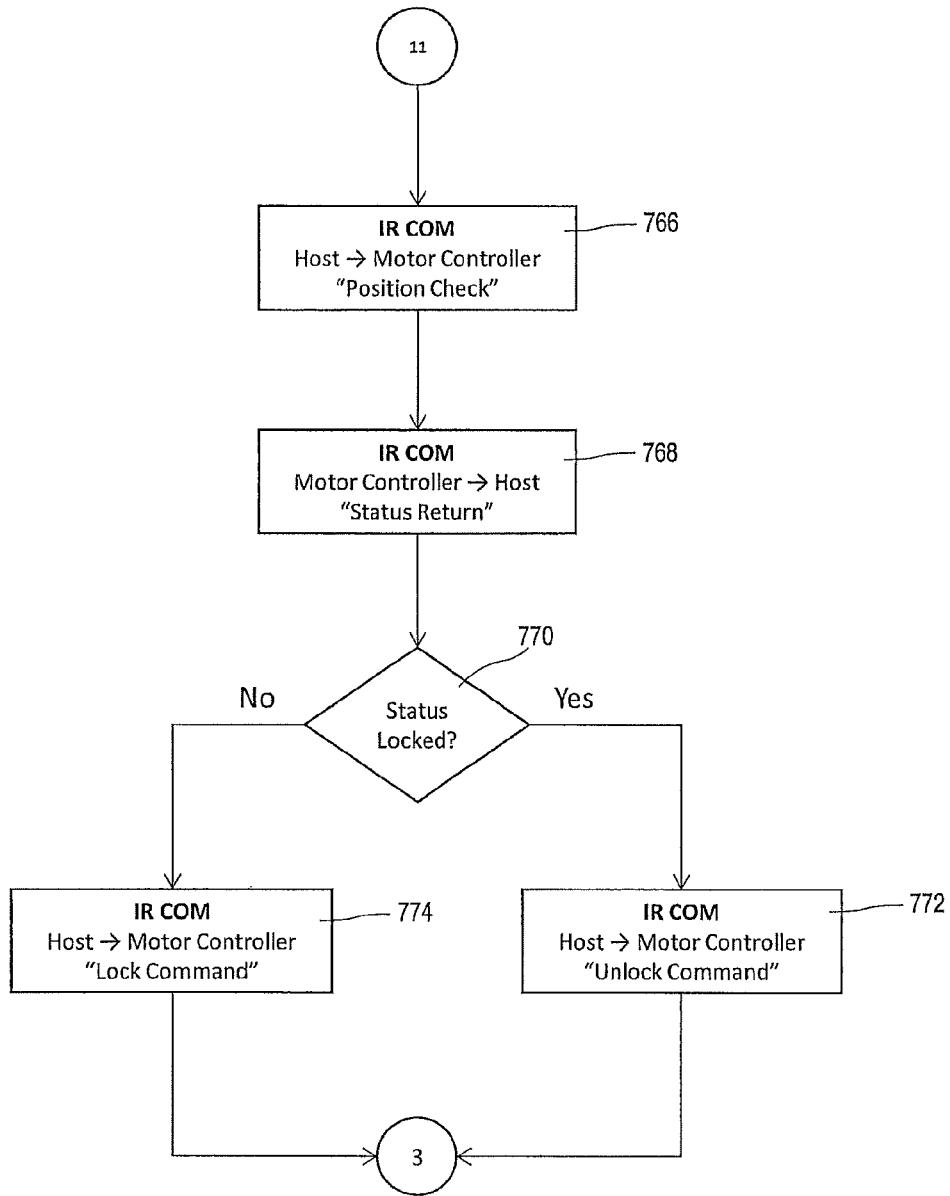 11
IR COM
Host → Motor Controller
“Position Check”
766
IR COM
Motor Controller → Host
“Status Return”
768
770
No
Yes
Status
Locked?
IR COM
Host → Motor Controller
“Lock Command”
774
IR COM
Host → Motor Controller
“Unlock Command”
772
3